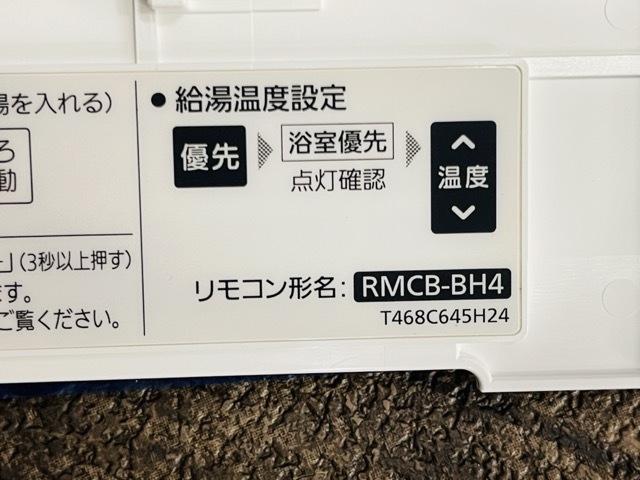 湯を入れる)
ろ
動
」(3秒以上押す)
ます。
ご覧ください。
● 給湯温度設定
優先
浴室優先
点灯確認
温度
リモコン形名: RMCB-BH4
T468C645H24